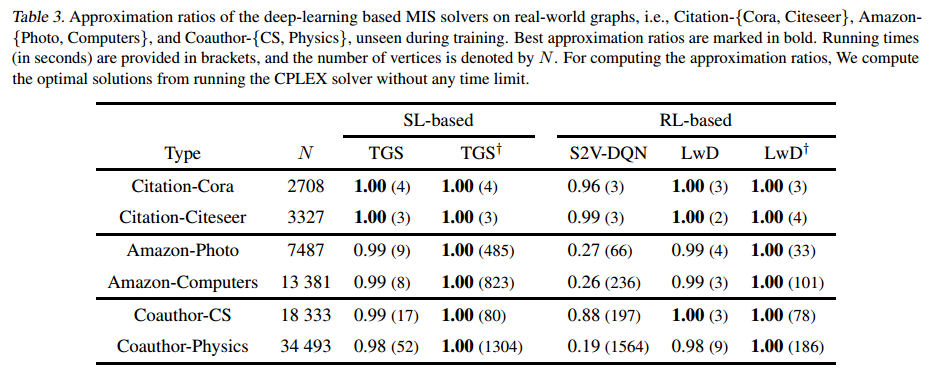 Table 3. Approximation ratios of the deep-learning based MIS solvers on real-world graphs, i.e., Citation-{Cora, Citeseer}, Amazon-
{Photo, Computers}, and Coauthor-{CS, Physics}, unseen during training. Best approximation ratios are marked in bold. Running times
(in seconds) are provided in brackets, and the number of vertices is denoted by N. For computing the approximation ratios, We compute
the optimal solutions from running the CPLEX solver without any time limit.
SL-based RL-based
Type N TGS TGS† S2V-DQN LwD LwD†
Citation-Cora 2708 1.00 (4) 1.00 (4) 0.96 (3) 1.00 (3) 1.00 (3)
Citation-Citeseer 3327 1.00 (3) 1.00 (3) 0.99 (3) 1.00 (2) 1.00 (4)
Amazon-Photo 7487 0.99 (9) 1.00 (485) 0.27 (66) 0.99 (4) 1.00 (33)
Amazon-Computers 13 381 0.99 (8) 1.00 (823) 0.26 (236) 0.99 (3) 1.00 (101)
Coauthor-CS 18 333 0.99 (17) 1.00 (80) 0.88 (197) 1.00 (3) 1.00 (78)
Coauthor-Physics 34 493 0.98 (52) 1.00 (1304) 0.19 (1564) 0.98 (9) 1.00 (186)